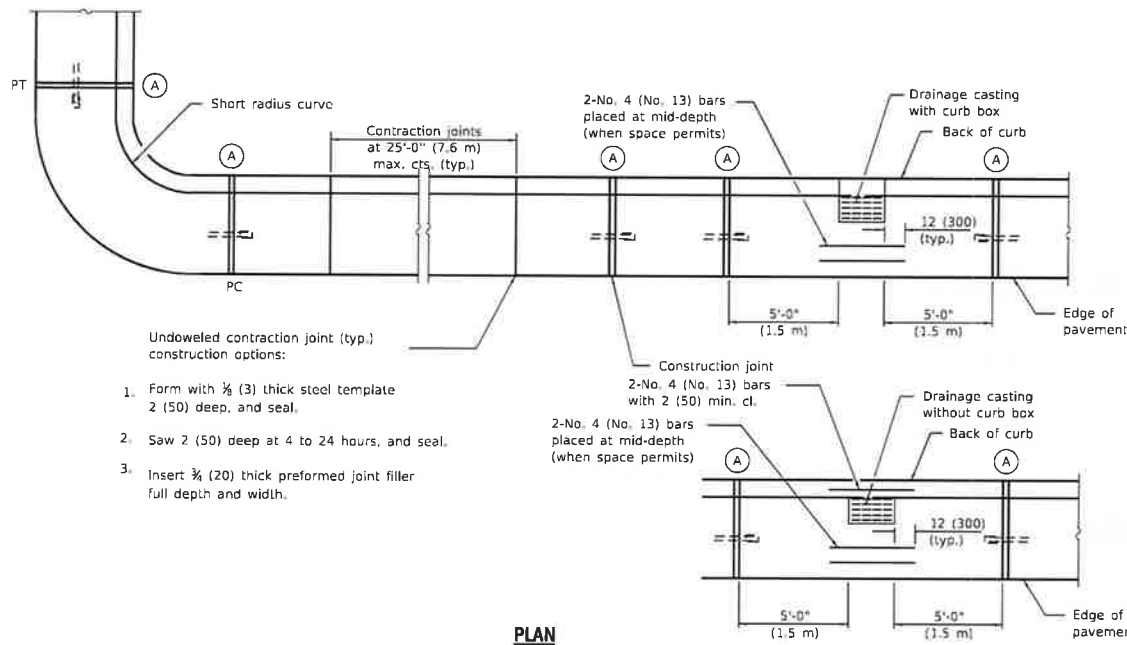 PT
A
Short radius curve
A
Contraction joints
at 25'-0" (7.6 m)
max. cts. (typ.)
2-No. 4 (No. 13) bars
placed at mid-depth
(when space permits)
A
A
Drainage casting
with curb box
Back of curb
A
12 (300)
(typ.)
PC
5'-0"
(1.5 m)
5'-0"
(1.5 m)
Edge of
pavement
Undoweled contraction joint (typ.)
construction options:
1. Form with ⅛ (3) thick steel template
2 (50) deep, and seal.
2. Saw 2 (50) deep at 4 to 24 hours, and seal.
3. Insert ¾ (20) thick preformed joint filler
full depth and width.
Construction joint
2-No. 4 (No. 13) bars
with 2 (50) min. cl.
2-No. 4 (No. 13) bars
placed at mid-depth
(when space permits)
Drainage casting
without curb box
Back of curb
A
A
12 (300)
(typ.)
5'-0"
(1.5 m)
5'-0"
(1.5 m)
Edge of
PLAN